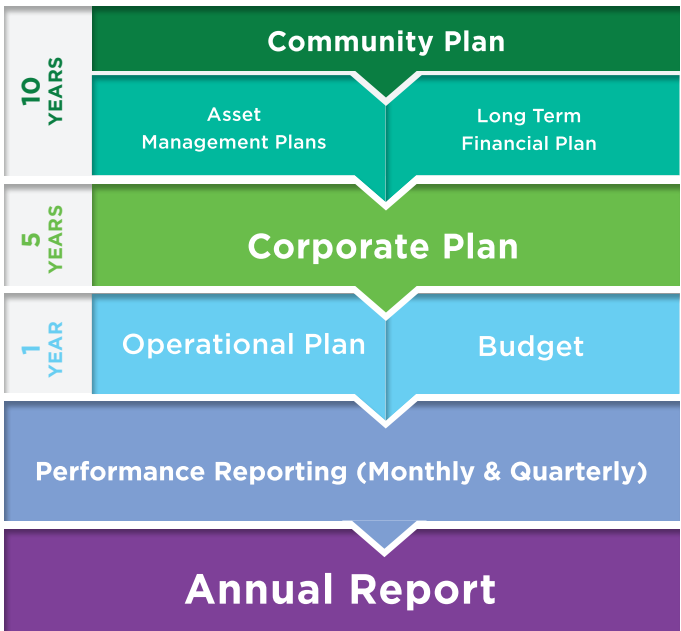 10
YEARS
Community Plan
Asset
Management Plans
Long Term
Financial Plan
5
YEARS
Corporate Plan
1
YEAR
Operational Plan
Budget
Performance Reporting (Monthly & Quarterly)
Annual Report